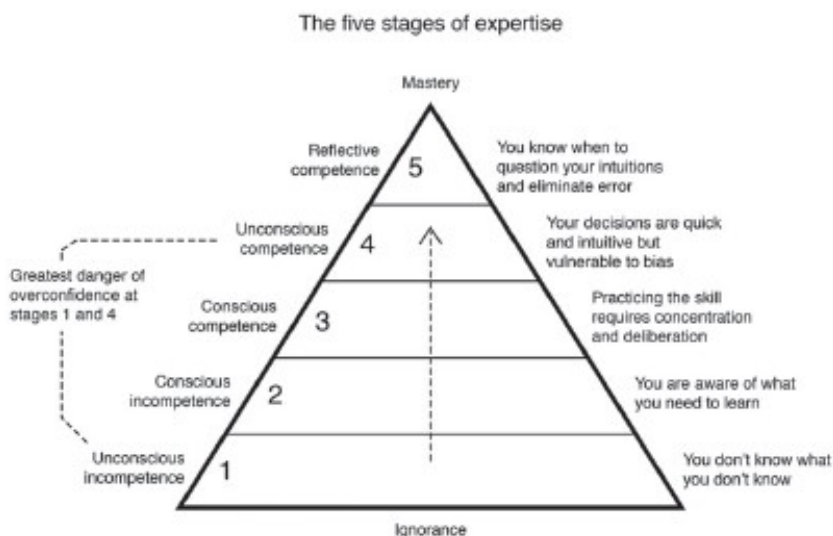 The five stages of expertise
Mastery
Reflective
competence
5
You know when to
question your intuitions
and eliminate error
Unconscious
competence
4
Your decisions are quick
and intuitive but
vulnerable to bias
Greatest danger of
overconfidence at
stages 1 and 4
Conscious
competence
3
Practicing the skill
requires concentration
and deliberation
Conscious
incompetence
2
You are aware of what
you need to learn
Unconscious
incompetence
1
You don't know what
you don't know
Ignorance